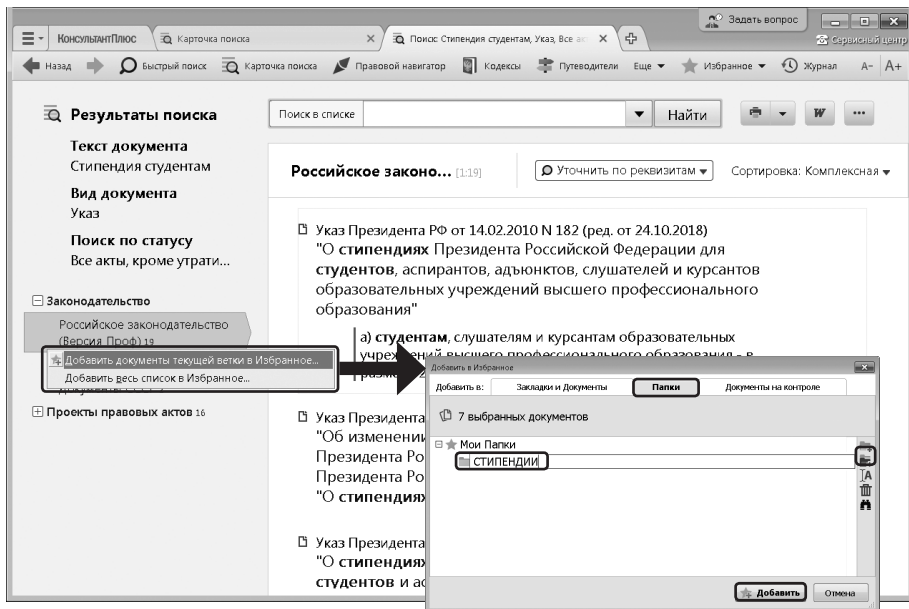 Задать вопрос
КонсультантПлюс
Карточка поиска
Поиск: Стипендия студентам, Указ, Все
Сервисный центр
Назад
Быстрый поиск
Карточка поиска
Правовой навигатор
Кодексы
Путеводители
Еще
Избранное
Журнал
A- A+
Результаты поиска
Текст документа
Стипендия студентам
Вид документа
Указ
Поиск по статусу
Все акты, кроме утрати...
Законодательство
Российское законодательство
(Версия Проф) 19
Добавить документы текущей ветки в Избранное...
Добавить весь список в Избранное...
Проекты правовых актов 16
Поиск в списке
Найти
W
...
Российское законо... [1:19]
Уточнить по реквизитам
Сортировка: Комплексная
Указ Президента РФ от 14.02.2010 N 182 (ред. от 24.10.2018)
"О стипендиях Президента Российской Федерации для
студентов, аспирантов, адъюнктов, слушателей и курсантов
образовательных учреждений высшего профессионального
образования"
а) студентам, слушателям и курсантам образовательных
учреждений высшего профессионального образования - в
Указ Президента
"Об изменении
Президента Ро
Президента Ро
"О стипендиях
Указ Президента
"О стипендиях
студентов и ас
Добавить в Избранное
Добавить в:
Закладки и Документы
Папки
Документы на контроле
7 выбранных документов
Мои Папки
СТИПЕНДИИ
Добавить
Отмена